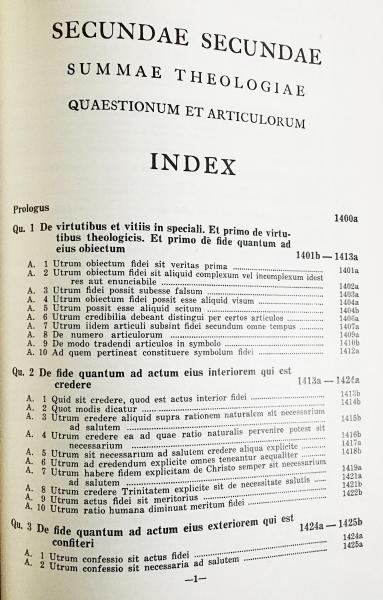 SECUNDAE SECUNDAE
SUMMAE THEOLOGIAE
QUAESTIONUM ET ARTICULORUM
INDEX
Prologus 1400a
Qu. 1 De virtutibus et vitiis in speciali. Et primo de virtu-
tibus theologicis. Et primo de fide quantum ad
eius obiectum 1401b—1413a
A. 1 Utrum obiectum fidei sit veritas prima 1401a
A. 2 Utrum obiectum fidei sit aliquid complexum vel incomplexum idest
res aut enunciabile 1402a
A. 3 Utrum fidei possit subesse falsum 1403a
A. 4 Utrum obiectum fidei possit esse aliquid visum 1404a
A. 5 Utrum possit esse aliquid scitum 1404b
A. 6 Utrum credibilia debeant distingui per certos articulos 1406a
A. 7 Utrum iidem articuli subsint fidei secundum omne tempus 1407a
A. 8 De numero articulorum 1409a
A. 9 De modo tradendi articulos in symbolo 1410b
A. 10 Ad quem pertineat constituere symbolum fidei 1412a
Qu. 2 De fide quantum ad actum eius interiorem qui est
credere 1413a—1424a
A. 1 Quid sit credere, quod est actus interior fidei 1413b
A. 2 Quot modis dicatur 1414b
A. 3 Utrum credere aliquid supra rationem naturalem sit necessarium
ad salutem 1415b
A. 4 Utrum credere ea ad quae ratio naturalis pervenire potest sit
necessarium 1416b
A. 5 Utrum sit necessarium ad salutem credere aliqua explicite 1417a
A. 6 Utrum ad credendum explicite omnes teneantur aequaliter 1418b
A. 7 Utrum habere fidem explicitam de Christo semper sit necessarium
ad salutem 1419a
A. 8 Utrum credere Trinitatem explicite sit de necessitate salutis 1421a
A. 9 Utrum actus fidei sit meritorius 1421b
A. 10 Utrum ratio humana diminuat meritum fidei 1422b
Qu. 3 De fide quantum ad actum eius exteriorem qui est
confiteri 1424a—1425b
A. 1 Utrum confessio sit actus fidei 1424a
A. 2 Utrum confessio sit necessaria ad salutem 1425a
—1—